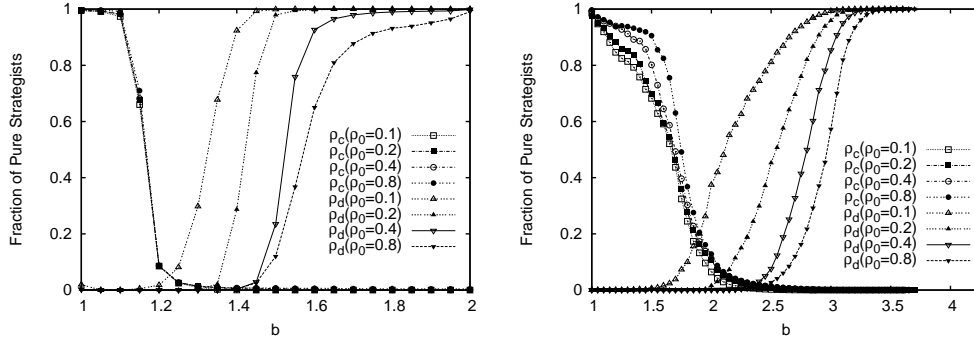 Fraction of Pure Strategists
1
0.8
0.6
0.4
0.2
0
1 1.2 1.4 1.6 1.8 2
b
ρc(ρ0=0.1)
ρc(ρ0=0.2)
ρc(ρ0=0.4)
ρc(ρ0=0.8)
ρd(ρ0=0.1)
ρd(ρ0=0.2)
ρd(ρ0=0.4)
ρd(ρ0=0.8)
Fraction of Pure Strategists
1
0.8
0.6
0.4
0.2
0
1 1.5 2 2.5 3 3.5 4
b
ρc(ρ0=0.1)
ρc(ρ0=0.2)
ρc(ρ0=0.4)
ρc(ρ0=0.8)
ρd(ρ0=0.1)
ρd(ρ0=0.2)
ρd(ρ0=0.4)
ρd(ρ0=0.8)